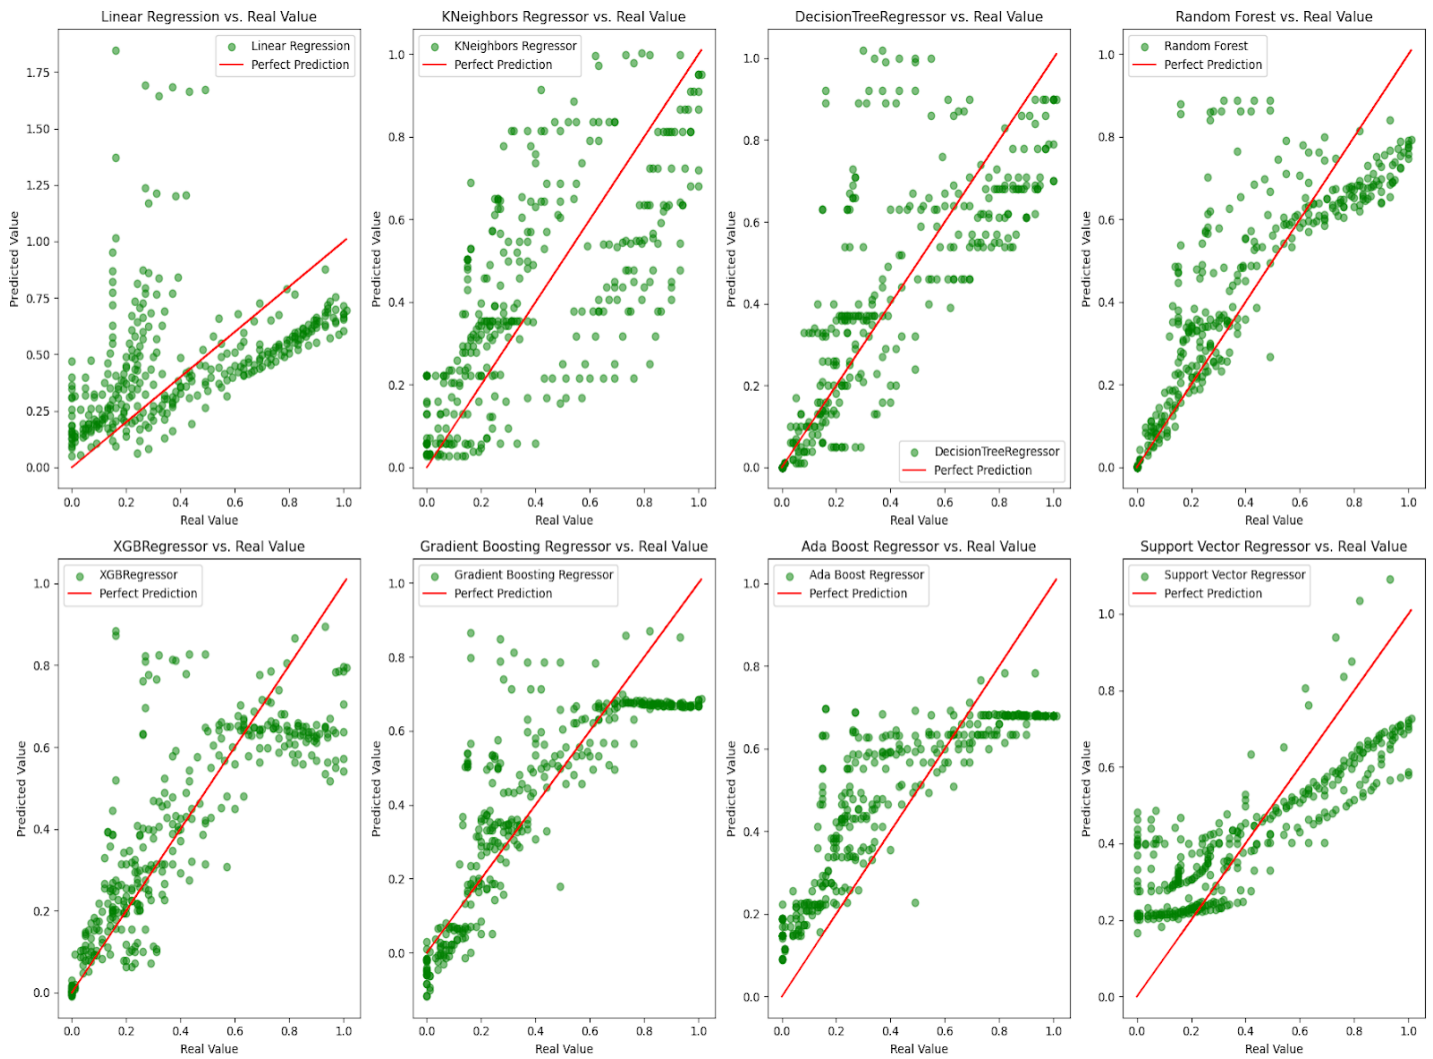 Linear Regression vs. Real Value
Linear Regression
Perfect Prediction
Predicted Value
1.75
1.50
1.25
1.00
0.75
0.50
0.25
0.00
0.0 0.2 0.4 0.6 0.8 1.0
Real Value
KNeighbors Regressor vs. Real Value
KNeighbors Regressor
Perfect Prediction
Predicted Value
1.0
0.8
0.6
0.4
0.2
0.0
0.0 0.2 0.4 0.6 0.8 1.0
Real Value
DecisionTreeRegressor vs. Real Value
Predicted Value
1.0
0.8
0.6
0.4
0.2
0.0
DecisionTreeRegressor
Perfect Prediction
0.0 0.2 0.4 0.6 0.8 1.0
Real Value
Random Forest vs. Real Value
Random Forest
Perfect Prediction
Predicted Value
1.0
0.8
0.6
0.4
0.2
0.0
0.0 0.2 0.4 0.6 0.8 1.0
Real Value
XGBRegressor vs. Real Value
XGBRegressor
Perfect Prediction
Predicted Value
1.0
0.8
0.6
0.4
0.2
0.0
0.0 0.2 0.4 0.6 0.8 1.0
Real Value
Gradient Boosting Regressor vs. Real Value
Gradient Boosting Regressor
Perfect Prediction
Predicted Value
1.0
0.8
0.6
0.4
0.2
0.0
0.0 0.2 0.4 0.6 0.8 1.0
Real Value
Ada Boost Regressor vs. Real Value
Ada Boost Regressor
Perfect Prediction
Predicted Value
1.0
0.8
0.6
0.4
0.2
0.0
0.0 0.2 0.4 0.6 0.8 1.0
Real Value
Support Vector Regressor vs. Real Value
Support Vector Regressor
Perfect Prediction
Predicted Value
1.0
0.8
0.6
0.4
0.2
0.0
0.0 0.2 0.4 0.6 0.8 1.0
Real Value